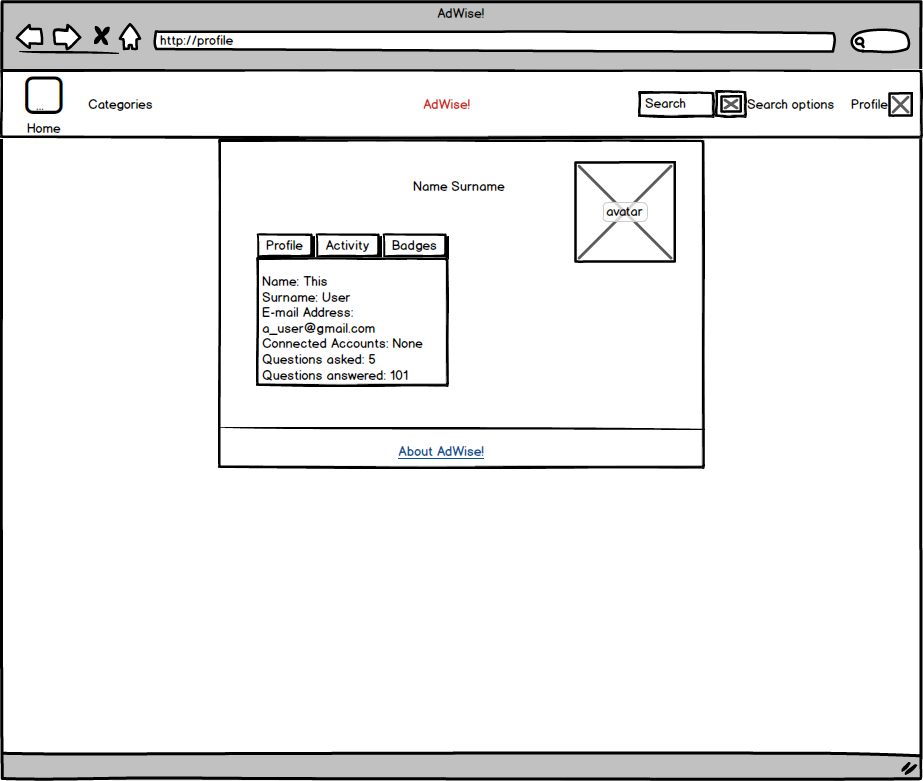 AdWise!
http://profile
...
Home
Categories
AdWise!
Search
Search options
Profile
Name Surname
avatar
Profile
Activity
Badges
Name: This
Surname: User
E-mail Address:
a_user@gmail.com
Connected Accounts: None
Questions asked: 5
Questions answered: 101
About AdWise!